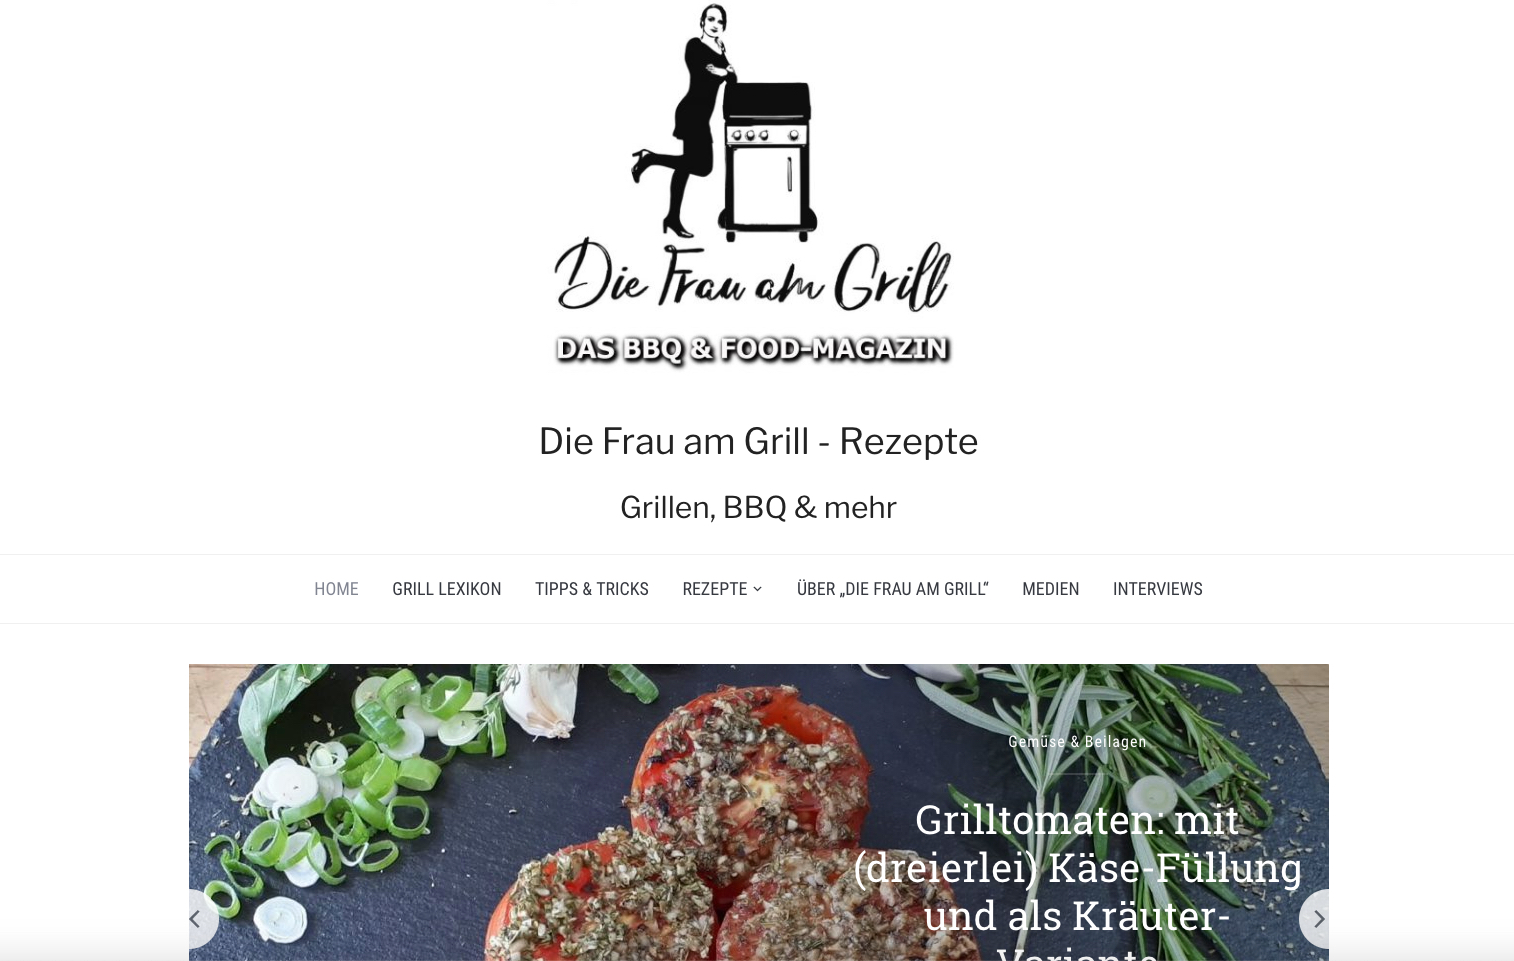 Die Frau am Grill
DAS BBQ & FOOD-MAGAZIN
Die Frau am Grill - Rezepte
Grillen, BBQ & mehr
HOME GRILL LEXIKON TIPPS & TRICKS REZEPTE ÜBER „DIE FRAU AM GRILL“ MEDIEN INTERVIEWS
Gemüse & Beilagen
Grilltomaten: mit
(dreierlei) Käse-Füllung
und als Kräuter-
Variante